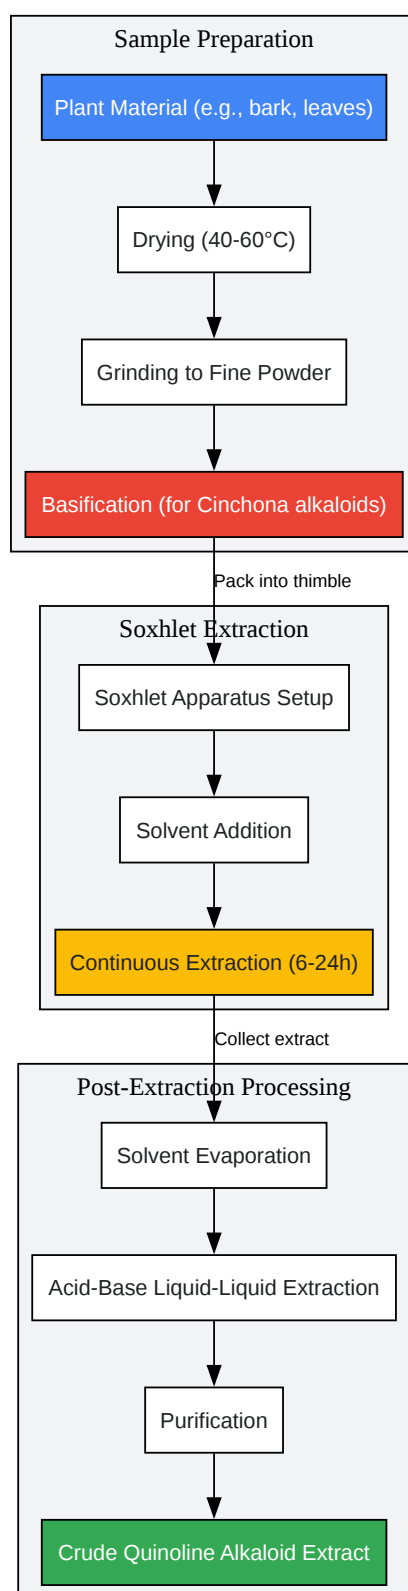 Sample Preparation
Plant Material (e.g., bark, leaves)
Drying (40-60°C)
Grinding to Fine Powder
Basification (for Cinchona alkaloids)
Pack into thimble
Soxhlet Extraction
Soxhlet Apparatus Setup
Solvent Addition
Continuous Extraction (6-24h)
Collect extract
Post-Extraction Processing
Solvent Evaporation
Acid-Base Liquid-Liquid Extraction
Purification
Crude Quinoline Alkaloid Extract